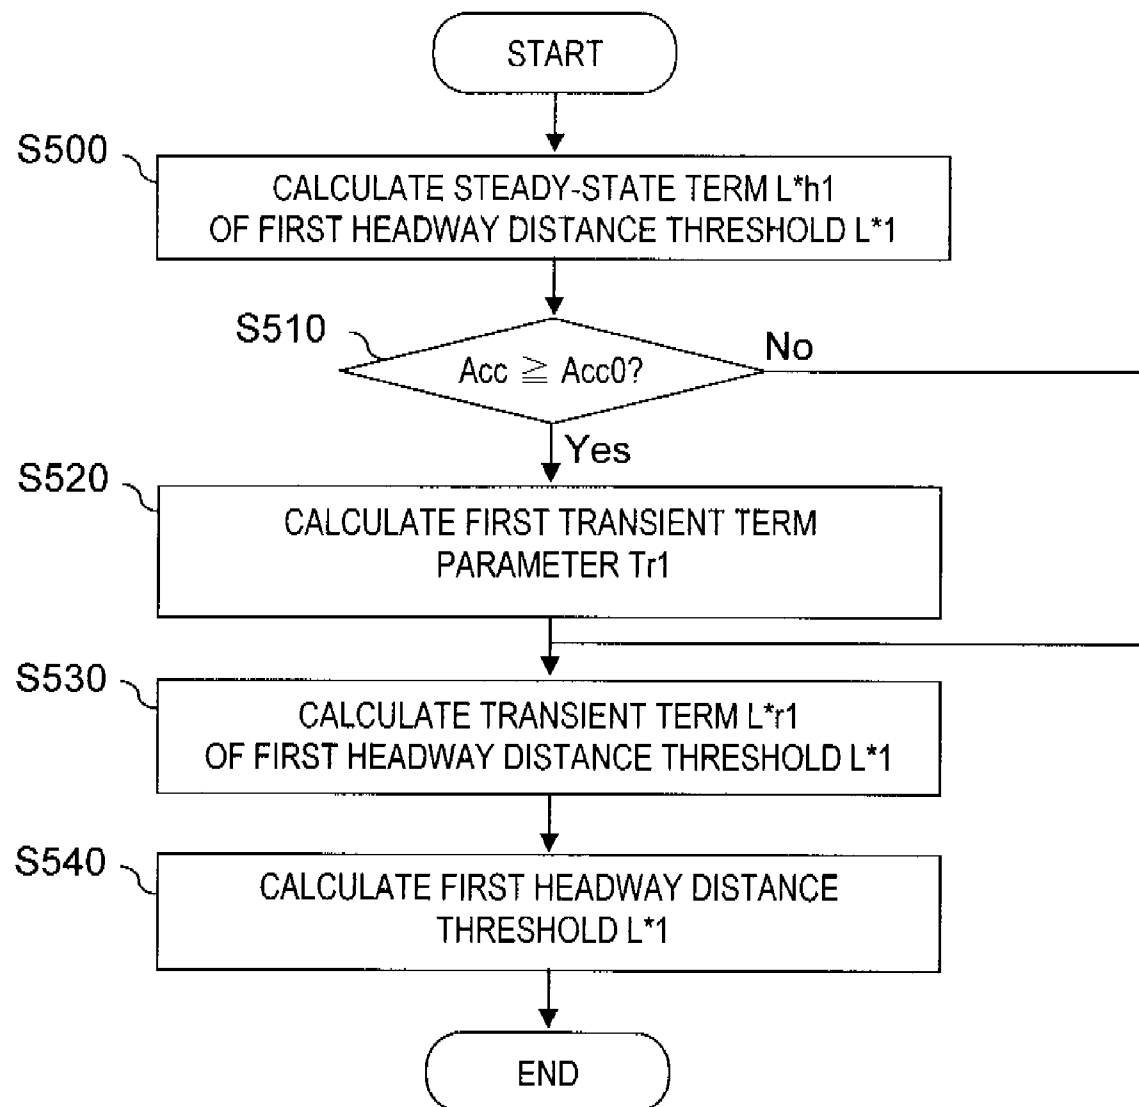 START
S500
CALCULATE STEADY-STATE TERM L*h1
OF FIRST HEADWAY DISTANCE THRESHOLD L*1
S510
Acc ≧ Acc0?
No
Yes
S520
CALCULATE FIRST TRANSIENT TERM
PARAMETER Tr1
S530
CALCULATE TRANSIENT TERM L*r1
OF FIRST HEADWAY DISTANCE THRESHOLD L*1
S540
CALCULATE FIRST HEADWAY DISTANCE
THRESHOLD L*1
END